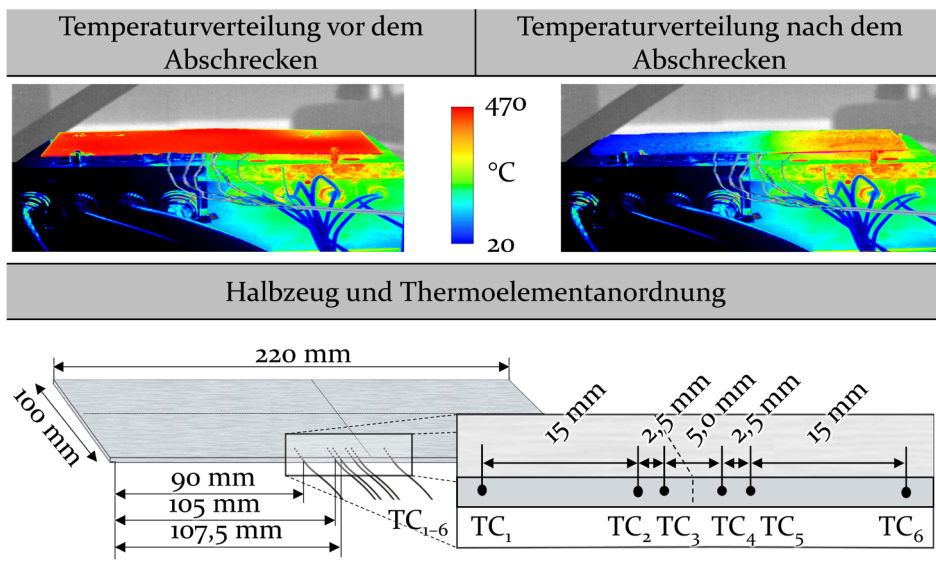 Temperaturverteilung vor dem
Abschrecken
Temperaturverteilung nach dem
Abschrecken
470
°C
20
Halbzeug und Thermoelementanordnung
220 mm
100 mm
90 mm
105 mm
107,5 mm
TC₁₋₆
15 mm
2,5 mm
5,0 mm
2,5 mm
15 mm
TC₁
TC₂
TC₃
TC₄
TC₅
TC₆